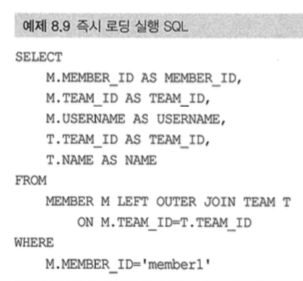 예제 8.9 즉시 로딩 실행 SQL
SELECT
M.MEMBER_ID AS MEMBER_ID,
M.TEAM_ID AS TEAM_ID,
M.USERNAME AS USERNAME,
T.TEAM_ID AS TEAM_ID,
T.NAME AS NAME
FROM
MEMBER M LEFT OUTER JOIN TEAM T
ON M.TEAM_ID=T.TEAM_ID
WHERE
M.MEMBER_ID='member1'